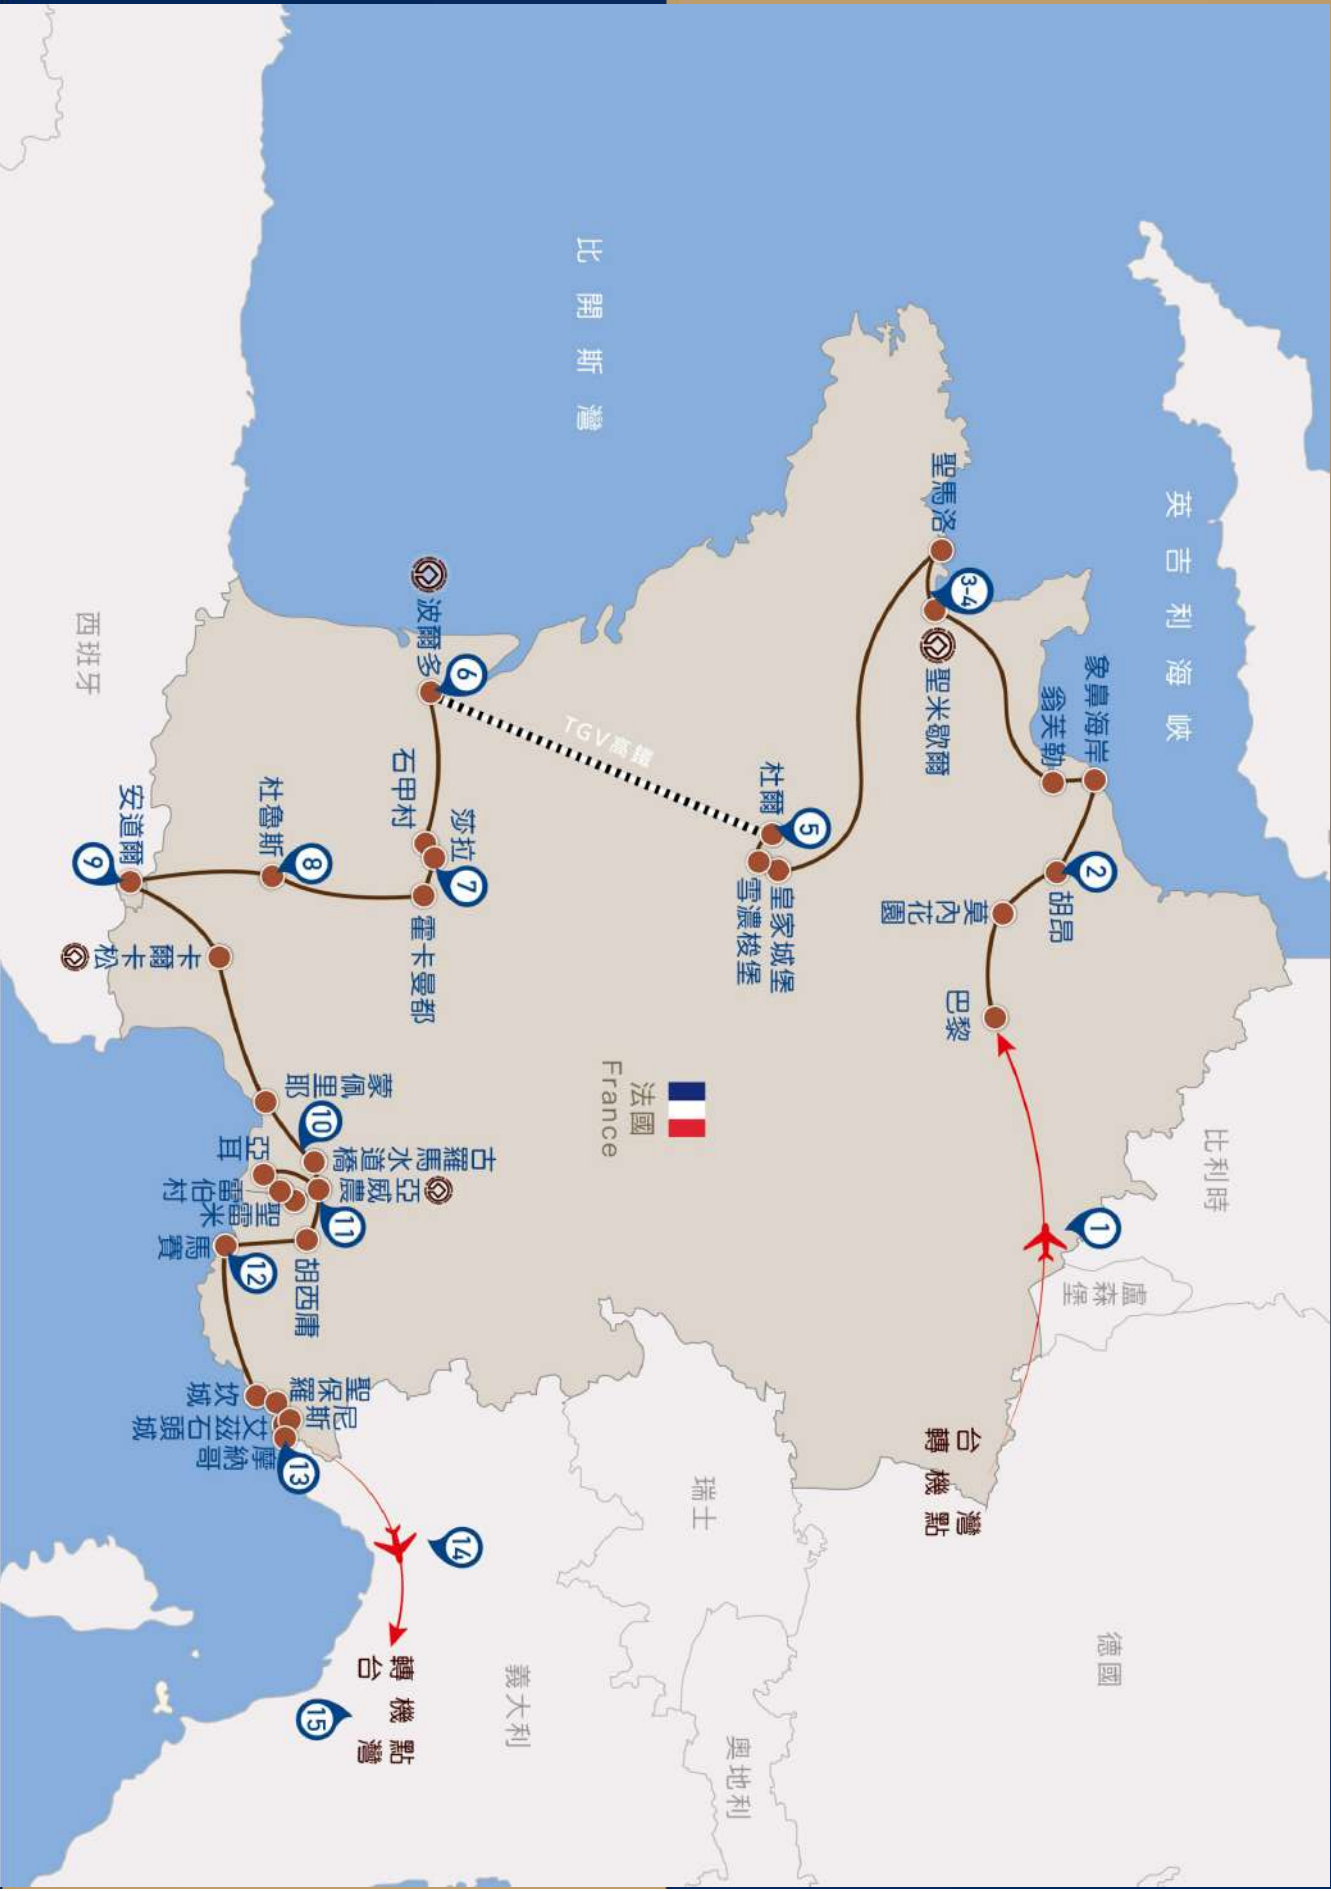 英吉利海峽
比開斯灣
西班牙
比利時
盧森堡
德國
瑞士
奧地利
義大利
法國
France
1
台灣
轉機點
巴黎
莫內花園
2
胡昂
象鼻海岸
翁芙勒
3-4
聖米歇爾
聖馬洛
皇家城堡
雪濃梭堡
5
杜爾
TGV高鐵
6
波爾多
石甲村
莎拉
7
霍卡曼都
8
杜魯斯
9
安道爾
卡爾卡松
蒙佩里耶
10
古羅馬水道橋
亞耳
亞威農
11
聖雷米
雷伯村
胡西庸
馬賽
12
坎城
聖保羅
尼斯
艾茲石頭城
摩納哥
13
14
轉機點
台灣
15